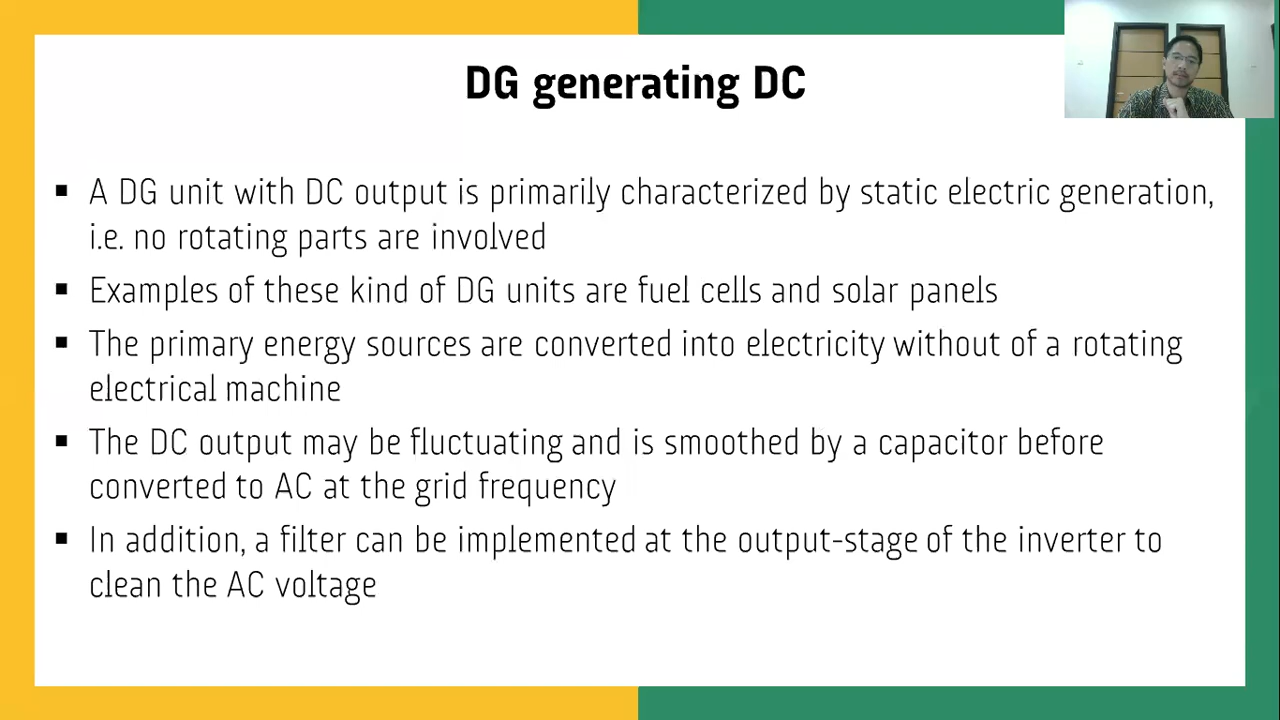 DG generating DC
▪ A DG unit with DC output is primarily characterized by static electric generation,
i.e. no rotating parts are involved
▪ Examples of these kind of DG units are fuel cells and solar panels
▪ The primary energy sources are converted into electricity without of a rotating
electrical machine
▪ The DC output may be fluctuating and is smoothed by a capacitor before
converted to AC at the grid frequency
▪ In addition, a filter can be implemented at the output-stage of the inverter to
clean the AC voltage